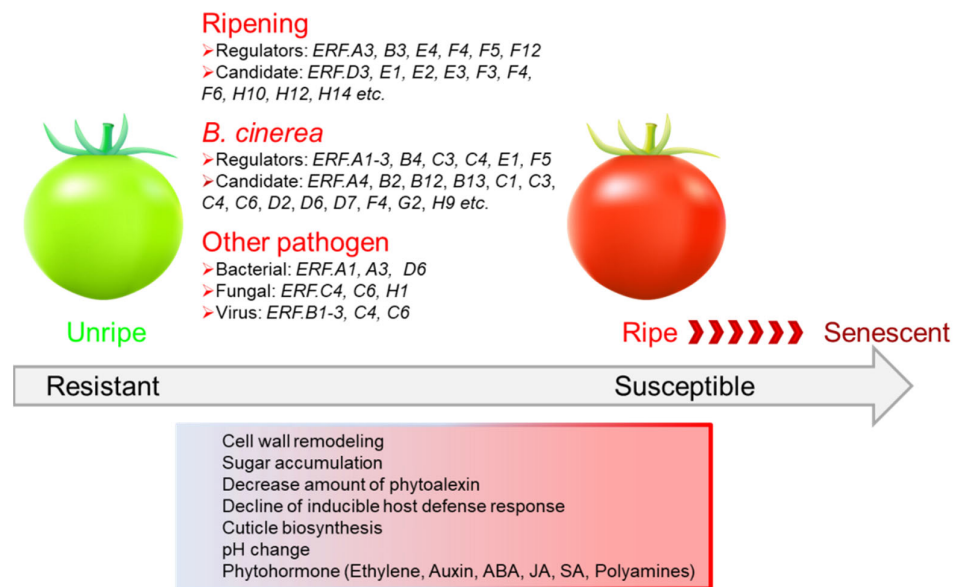 Ripening
Regulators: ERF.A3, B3, E4, F4, F5, F12
Candidate: ERF.D3, E1, E2, E3, F3, F4,
F6, H10, H12, H14 etc.
B. cinerea
Regulators: ERF.A1-3, B4, C3, C4, E1, F5
Candidate: ERF.A4, B2, B12, B13, C1, C3,
C4, C6, D2, D6, D7, F4, G2, H9 etc.
Other pathogen
Bacterial: ERF.A1, A3, D6
Fungal: ERF.C4, C6, H1
Virus: ERF.B1-3, C4, C6
Unripe
Ripe
Senescent
Resistant
Susceptible
Cell wall remodeling
Sugar accumulation
Decrease amount of phytoalexin
Decline of inducible host defense response
Cuticle biosynthesis
pH change
Phytohormone (Ethylene, Auxin, ABA, JA, SA, Polyamines)